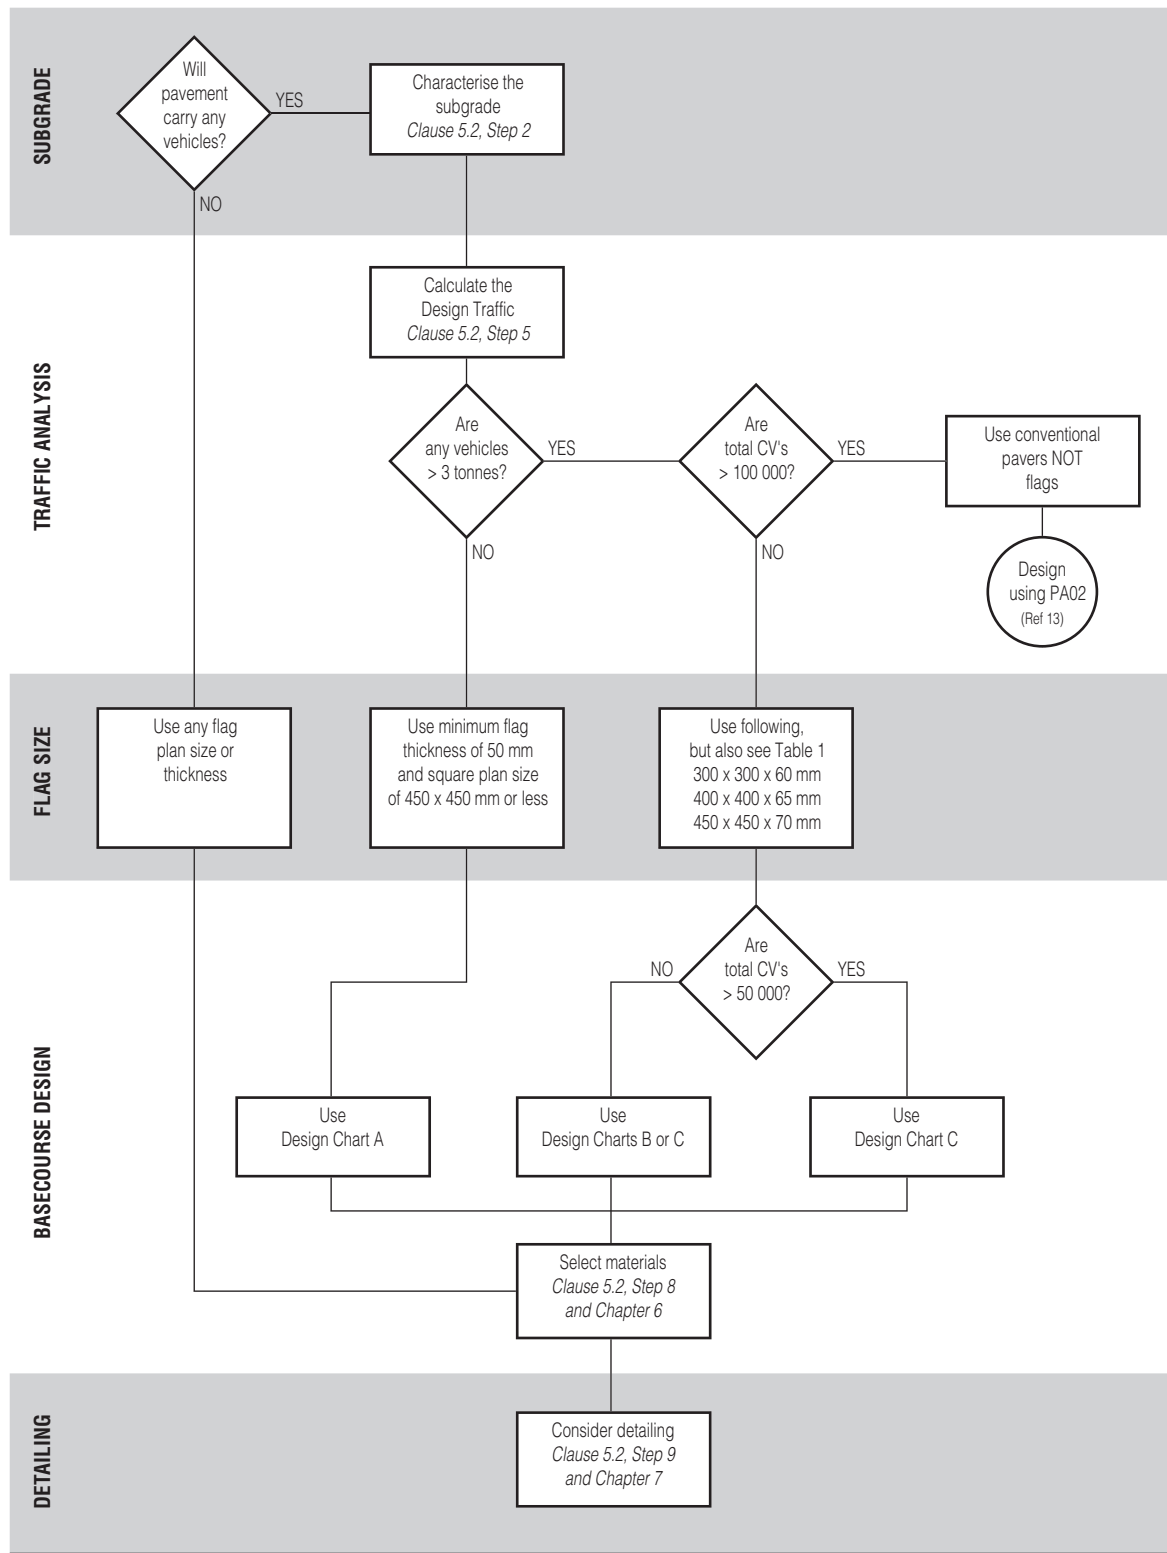 SUBGRADE
Will
pavement
carry any
vehicles?
YES
NO
Characterise the
subgrade
Clause 5.2, Step 2
TRAFFIC ANALYSIS
Calculate the
Design Traffic
Clause 5.2, Step 5
Are
any vehicles
> 3 tonnes?
YES
NO
Are
total CV's
> 100 000?
YES
NO
Use conventional
pavers NOT
flags
Design
using PA02
(Ref 13)
FLAG SIZE
Use any flag
plan size or
thickness
Use minimum flag
thickness of 50 mm
and square plan size
of 450 x 450 mm or less
Use following,
but also see Table 1
300 x 300 x 60 mm
400 x 400 x 65 mm
450 x 450 x 70 mm
BASECOURSE DESIGN
Are
total CV's
> 50 000?
NO
YES
Use
Design Chart A
Use
Design Charts B or C
Use
Design Chart C
Select materials
Clause 5.2, Step 8
and Chapter 6
DETAILING
Consider detailing
Clause 5.2, Step 9
and Chapter 7